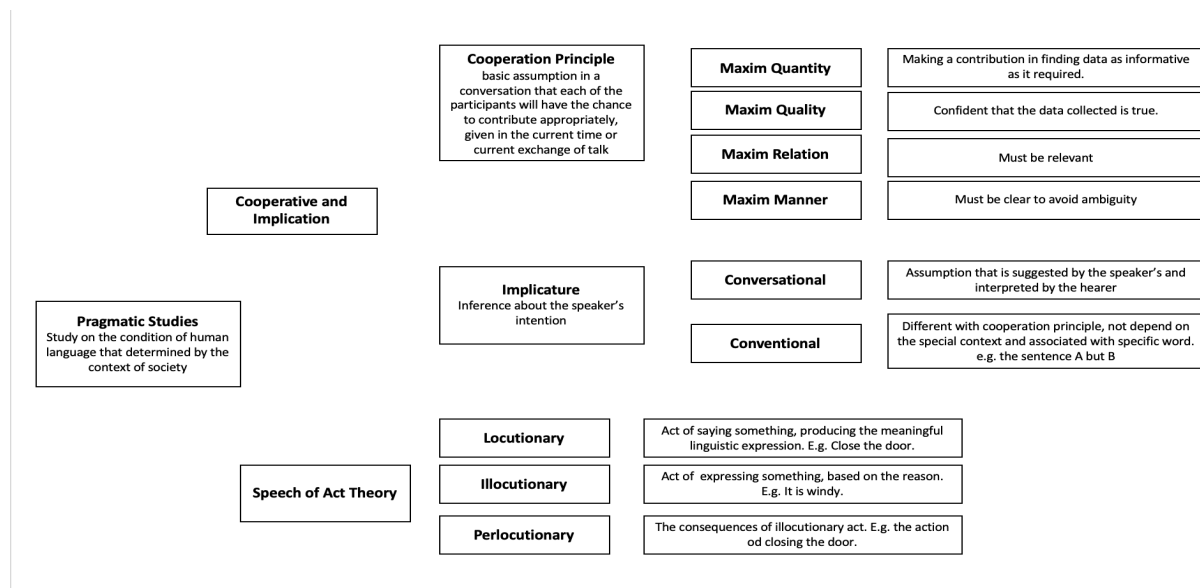 Cooperation Principle
basic assumption in a
conversation that each of the
participants will have the chance
to contribute appropriately,
given in the current time or
current exchange of talk
Maxim Quantity
Making a contribution in finding data as informative
as it required.
Maxim Quality
Confident that the data collected is true.
Maxim Relation
Must be relevant
Maxim Manner
Must be clear to avoid ambiguity
Cooperative and
Implication
Implicature
Inference about the speaker's
intention
Conversational
Assumption that is suggested by the speaker's and
interpreted by the hearer
Conventional
Different with cooperation principle, not depend on
the special context and associated with specific word.
e.g. the sentence A but B
Pragmatic Studies
Study on the condition of human
language that determined by the
context of society
Locutionary
Act of saying something, producing the meaningful
linguistic expression. E.g. Close the door.
Speech of Act Theory
Illocutionary
Act of  expressing something, based on the reason.
E.g. It is windy.
Perlocutionary
The consequences of illocutionary act. E.g. the action
od closing the door.